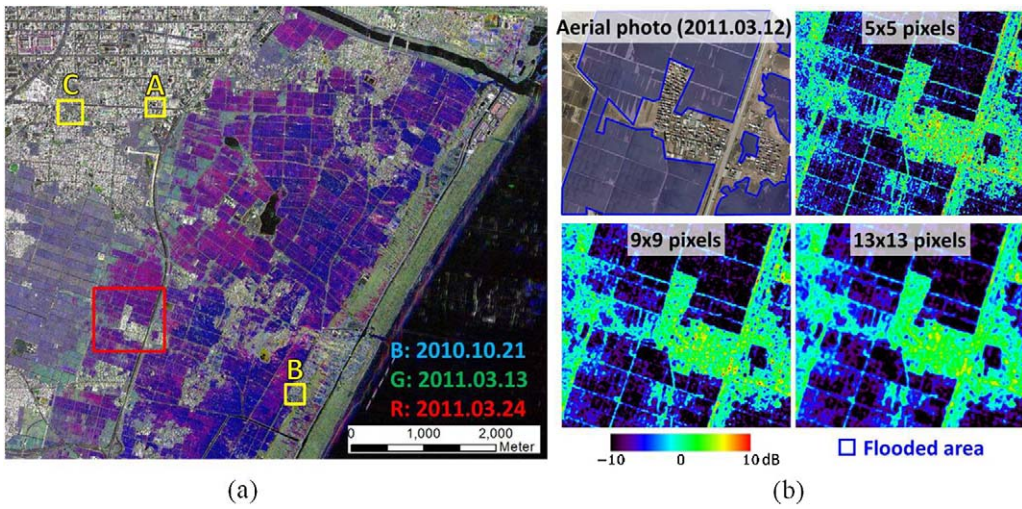 C
A
B
B: 2010.10.21
G: 2011.03.13
R: 2011.03.24
0 1,000 2,000
Meter
(a)
Aerial photo (2011.03.12)
5x5 pixels
9x9 pixels
13x13 pixels
-10 0 10 dB
Flooded area
(b)